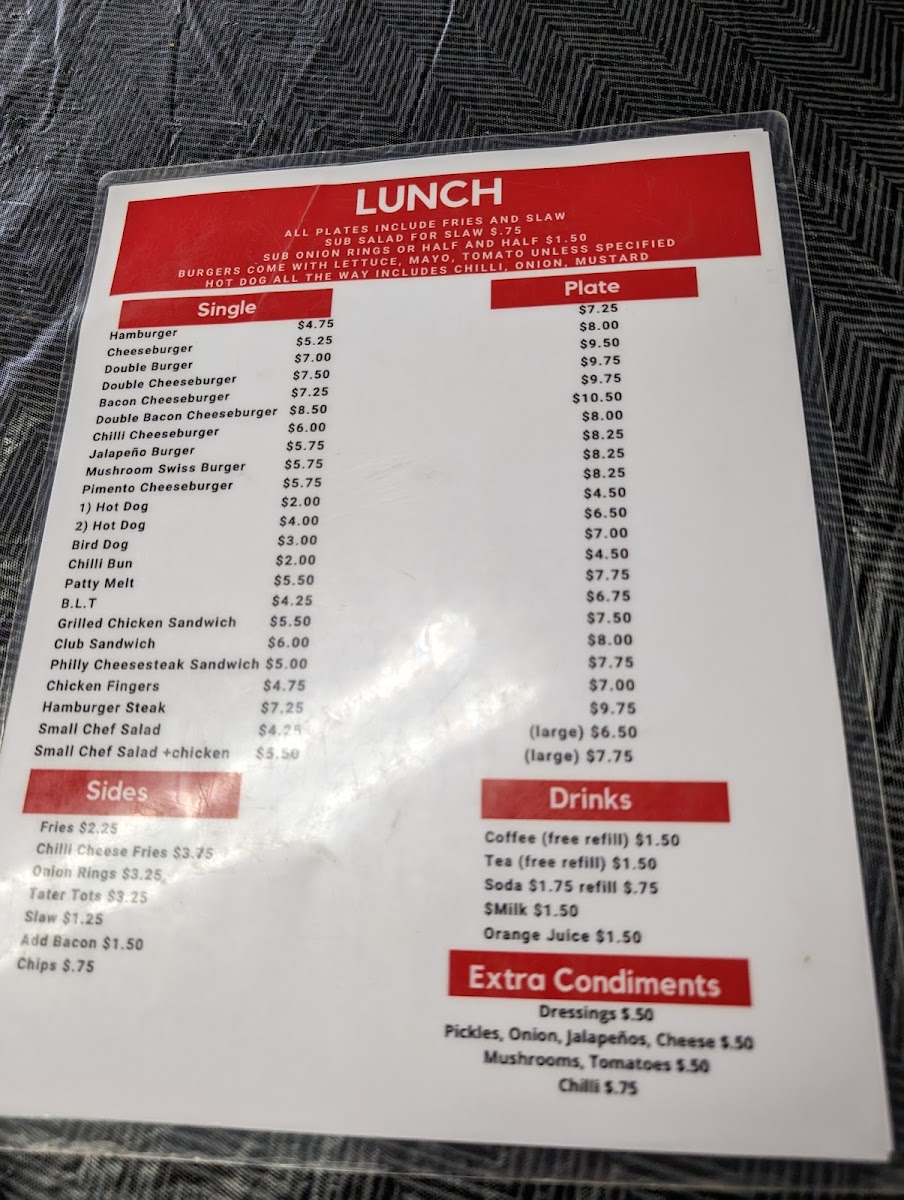 LUNCH
ALL PLATES INCLUDE FRIES AND SLAW
SUB SALAD FOR SLAW $.75
SUB ONION RINGS OR HALF AND HALF $1.50
BURGERS COME WITH LETTUCE, MAYO, TOMATO UNLESS SPECIFIED
HOT DOG ALL THE WAY INCLUDES CHILLI, ONION, MUSTARD
Single Plate
Hamburger $4.75 $7.25
Cheeseburger $5.25 $8.00
Double Burger $7.00 $9.50
Double Cheeseburger $7.50 $9.75
Bacon Cheeseburger $7.25 $9.75
Double Bacon Cheeseburger $8.50 $10.50
Chilli Cheeseburger $6.00 $8.00
Jalapeño Burger $5.75 $8.25
Mushroom Swiss Burger $5.75 $8.25
Pimento Cheeseburger $5.75 $8.25
1) Hot Dog $2.00 $4.50
2) Hot Dog $4.00 $6.50
Bird Dog $3.00 $7.00
Chilli Bun $2.00 $4.50
Patty Melt $5.50 $7.75
B.L.T $4.25 $6.75
Grilled Chicken Sandwich $5.50 $7.50
Club Sandwich $6.00 $8.00
Philly Cheesesteak Sandwich $5.00 $7.75
Chicken Fingers $4.75 $7.00
Hamburger Steak $7.25 $9.75
Small Chef Salad $4.25 (large) $6.50
Small Chef Salad +chicken $5.50 (large) $7.75
Sides
Fries $2.25
Chilli Cheese Fries $3.75
Onion Rings $3.25
Tater Tots $3.25
Slaw $1.25
Add Bacon $1.50
Chips $.75
Drinks
Coffee (free refill) $1.50
Tea (free refill) $1.50
Soda $1.75 refill $.75
$Milk $1.50
Orange Juice $1.50
Extra Condiments
Dressings $.50
Pickles, Onion, Jalapeños, Cheese $.50
Mushrooms, Tomatoes $.50
Chilli $.75